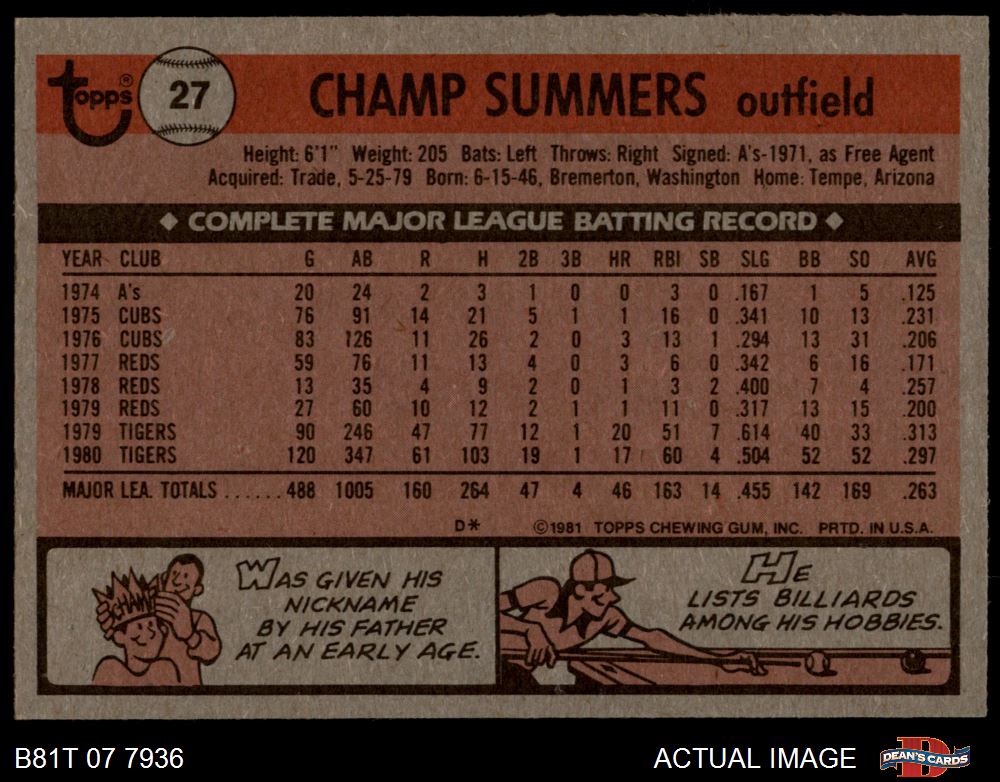 topps® 27 CHAMP SUMMERS outfield
Height: 6'1" Weight: 205 Bats: Left Throws: Right Signed: A's-1971, as Free Agent
Acquired: Trade, 5-25-79 Born: 6-15-46, Bremerton, Washington Home: Tempe, Arizona
◆ COMPLETE MAJOR LEAGUE BATTING RECORD ◆
YEAR CLUB G AB R H 2B 3B HR RBI SB SLG BB SO AVG
1974 A's 20 24 2 3 1 0 0 3 0 .167 1 5 .125
1975 CUBS 76 91 14 21 5 1 1 16 0 .341 10 13 .231
1976 CUBS 83 126 11 26 2 0 3 13 1 .294 13 31 .206
1977 REDS 59 76 11 13 4 0 3 6 0 .342 6 16 .171
1978 REDS 13 35 4 9 2 0 1 3 2 .400 7 4 .257
1979 REDS 27 60 10 12 2 1 1 11 0 .317 13 15 .200
1979 TIGERS 90 246 47 77 12 1 20 51 7 .614 40 33 .313
1980 TIGERS 120 347 61 103 19 1 17 60 4 .504 52 52 .297
MAJOR LEA. TOTALS ...... 488 1005 160 264 47 4 46 163 14 .455 142 169 .263
D* ©1981 TOPPS CHEWING GUM, INC. PRTD. IN U.S.A.
CHAMP
WAS GIVEN HIS
NICKNAME
BY HIS FATHER
AT AN EARLY AGE.
HE
LISTS BILLIARDS
AMONG HIS HOBBIES.
B81T 07 7936 ACTUAL IMAGE DEAN'S CARDS